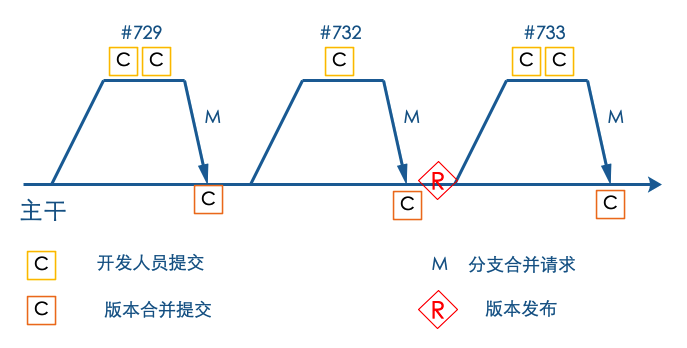 #729 #732 #733
C C C C C
M M M
R
C C C
主干
C 开发人员提交 M 分支合并请求
C 版本合并提交 R 版本发布